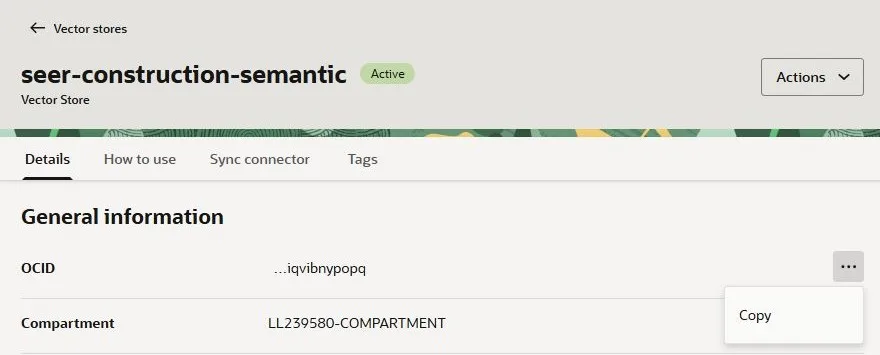 Vector stores
seer-construction-semantic Active
Actions
Vector Store
Details How to use Sync connector Tags
General information
OCID ...iqvibnypopq
Copy
Compartment LL239580-COMPARTMENT